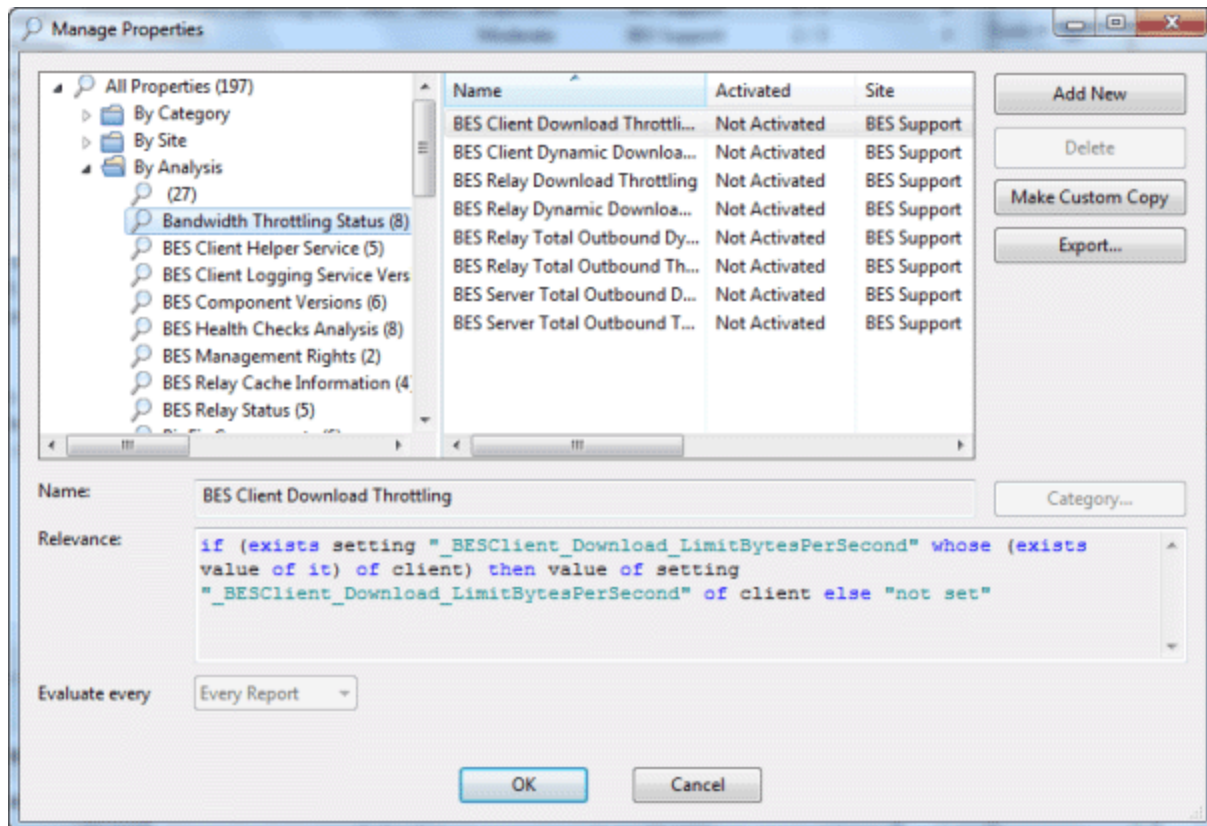 Manage Properties
All Properties (197)
By Category
By Site
By Analysis
(27)
Bandwidth Throttling Status (8)
BES Client Helper Service (5)
BES Client Logging Service Vers
BES Component Versions (6)
BES Health Checks Analysis (8)
BES Management Rights (2)
BES Relay Cache Information (4
BES Relay Status (5)
Name Activated Site
BES Client Download Throttli... Not Activated BES Support
BES Client Dynamic Downloa... Not Activated BES Support
BES Relay Download Throttling Not Activated BES Support
BES Relay Dynamic Downloa... Not Activated BES Support
BES Relay Total Outbound Dy... Not Activated BES Support
BES Relay Total Outbound Th... Not Activated BES Support
BES Server Total Outbound D... Not Activated BES Support
BES Server Total Outbound T... Not Activated BES Support
Add New
Delete
Make Custom Copy
Export...
Name: BES Client Download Throttling
Category...
Relevance: if (exists setting "_BESClient_Download_LimitBytesPerSecond" whose (exists
value of it) of client) then value of setting
"_BESClient_Download_LimitBytesPerSecond" of client else "not set"
Evaluate every Every Report
OK Cancel